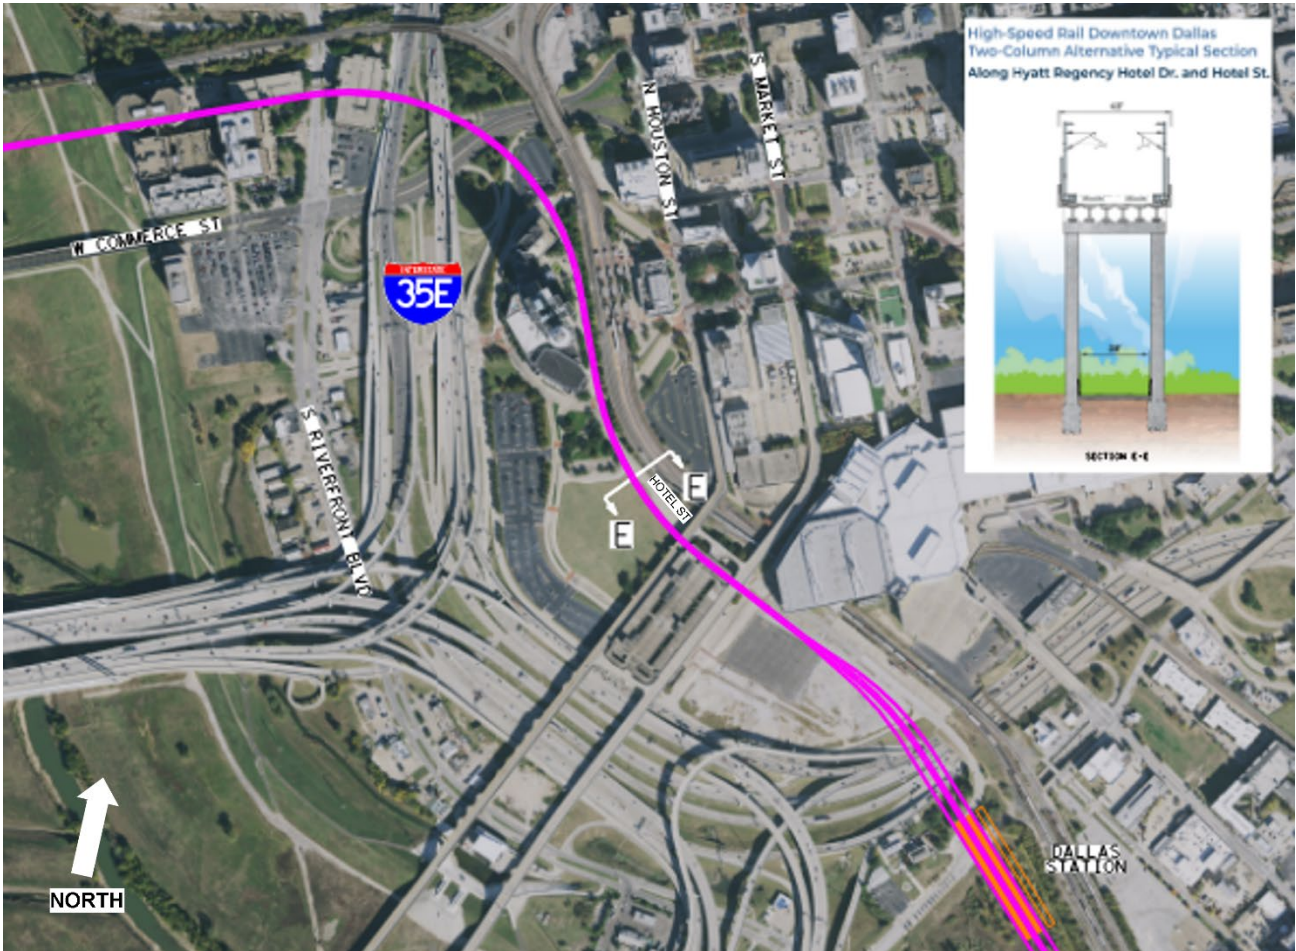 High-Speed Rail Downtown Dallas
Two-Column Alternative Typical Section
Along Hyatt Regency Hotel Dr. and Hotel St.
SECTION E-E
N HOUSTON ST
S MARKET ST
W COMMERCE ST
INTERSTATE
35E
S RIVERFRONT BLVD
E
HOTEL ST
E
DALLAS
STATION
NORTH